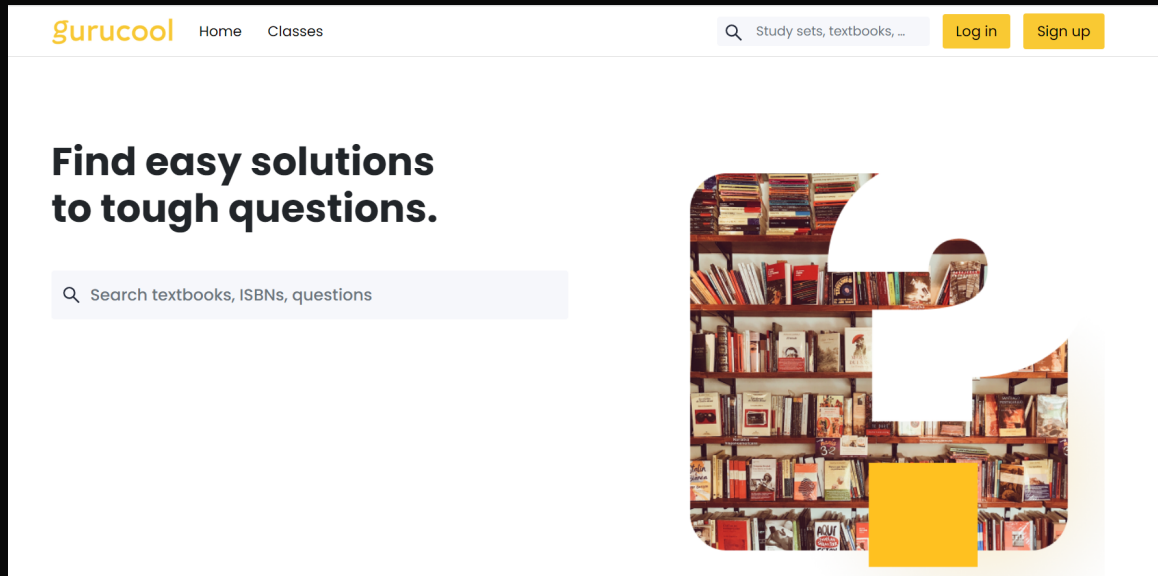 gurucool
Home
Classes
Study sets, textbooks, ...
Log in
Sign up
Find easy solutions
to tough questions.
Search textbooks, ISBNs, questions